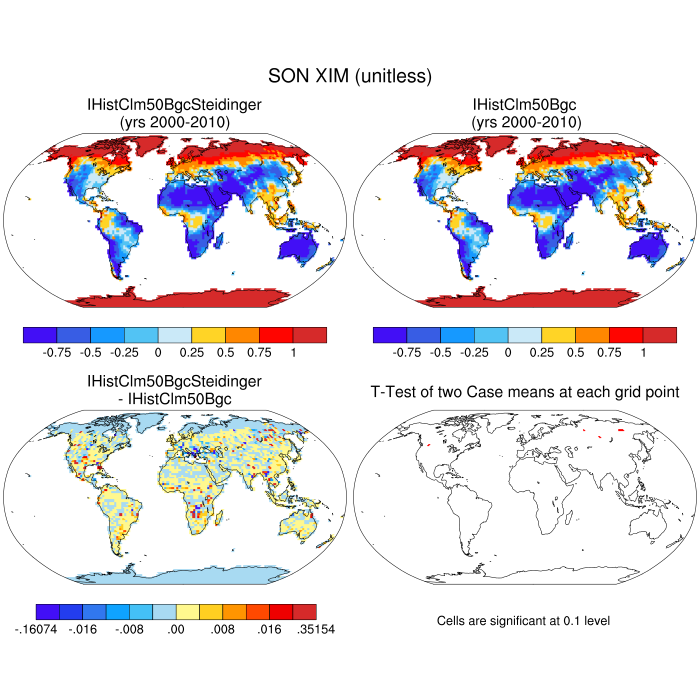 SON XIM (unitless)
IHistClm50BgcSteidinger
(yrs 2000-2010)
IHistClm50Bgc
(yrs 2000-2010)
-0.75 -0.5 -0.25 0 0.25 0.5 0.75 1
-0.75 -0.5 -0.25 0 0.25 0.5 0.75 1
IHistClm50BgcSteidinger
- IHistClm50Bgc
T-Test of two Case means at each grid point
-.16074 -.016 -.008 .00 .008 .016 .35154
Cells are significant at 0.1 level